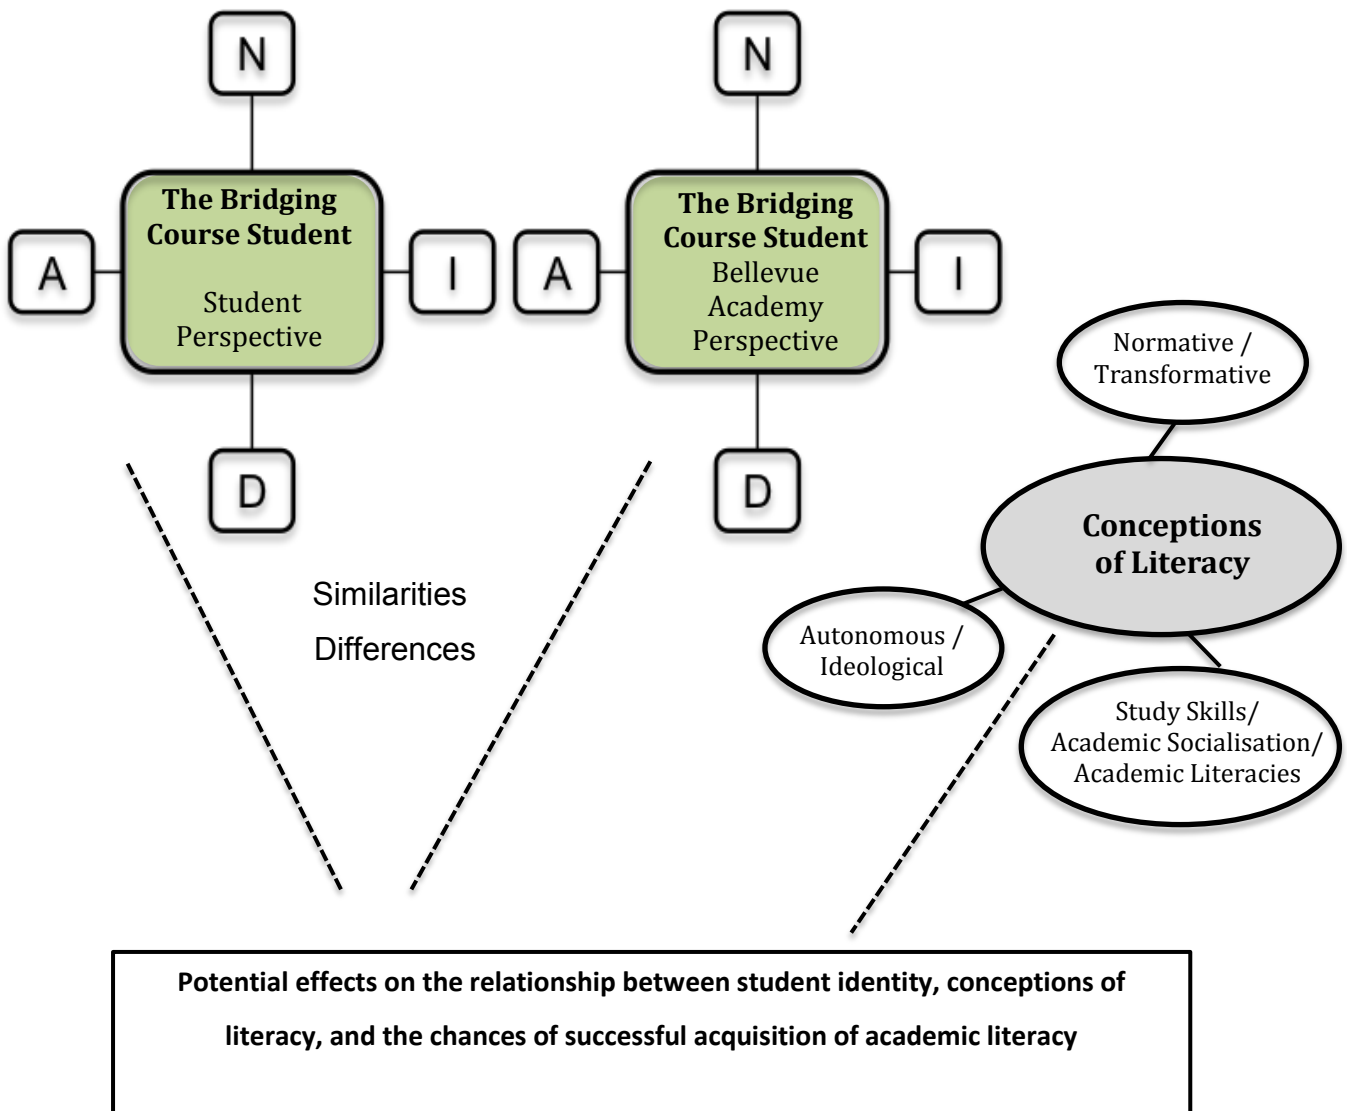 N
The Bridging
Course Student
Student
Perspective
A
I
D
N
The Bridging
Course Student
Bellevue
Academy
Perspective
A
I
D
Normative /
Transformative
Conceptions
of Literacy
Autonomous /
Ideological
Study Skills/
Academic Socialisation/
Academic Literacies
Similarities
Differences
Potential effects on the relationship between student identity, conceptions of
literacy, and the chances of successful acquisition of academic literacy